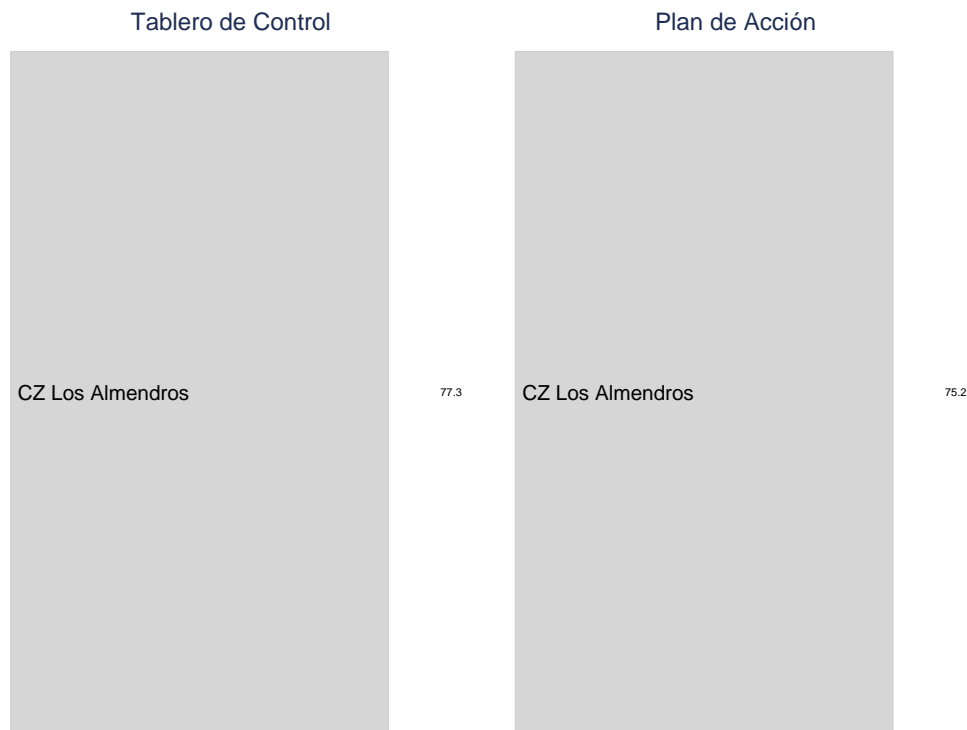 Tablero de Control
Plan de Acción
CZ Los Almendros 77.3
CZ Los Almendros 75.2